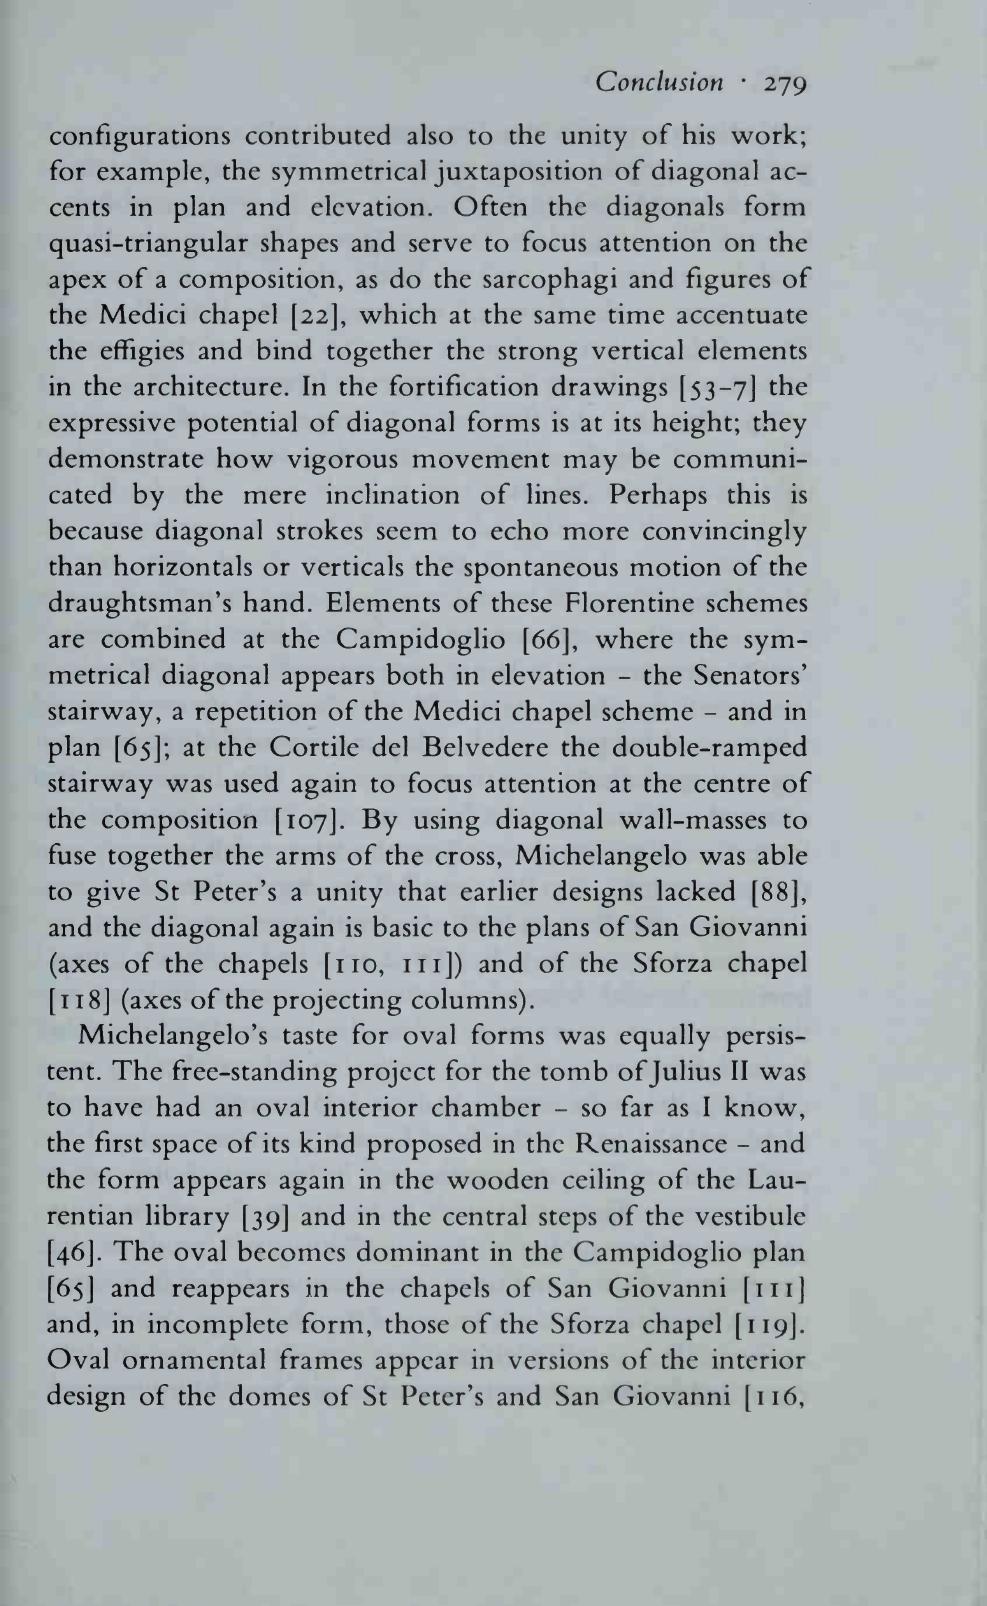 Conclusion · 279
configurations contributed also to the unity of his work;
for example, the symmetrical juxtaposition of diagonal ac-
cents in plan and elevation. Often the diagonals form
quasi-triangular shapes and serve to focus attention on the
apex of a composition, as do the sarcophagi and figures of
the Medici chapel [22], which at the same time accentuate
the effigies and bind together the strong vertical elements
in the architecture. In the fortification drawings [53–7] the
expressive potential of diagonal forms is at its height; they
demonstrate how vigorous movement may be communi-
cated by the mere inclination of lines. Perhaps this is
because diagonal strokes seem to echo more convincingly
than horizontals or verticals the spontaneous motion of the
draughtsman's hand. Elements of these Florentine schemes
are combined at the Campidoglio [66], where the sym-
metrical diagonal appears both in elevation – the Senators'
stairway, a repetition of the Medici chapel scheme – and in
plan [65]; at the Cortile del Belvedere the double-ramped
stairway was used again to focus attention at the centre of
the composition [107]. By using diagonal wall-masses to
fuse together the arms of the cross, Michelangelo was able
to give St Peter's a unity that earlier designs lacked [88],
and the diagonal again is basic to the plans of San Giovanni
(axes of the chapels [110, 111]) and of the Sforza chapel
[118] (axes of the projecting columns).
Michelangelo's taste for oval forms was equally persis-
tent. The free-standing project for the tomb of Julius II was
to have had an oval interior chamber – so far as I know,
the first space of its kind proposed in the Renaissance – and
the form appears again in the wooden ceiling of the Lau-
rentian library [39] and in the central steps of the vestibule
[46]. The oval becomes dominant in the Campidoglio plan
[65] and reappears in the chapels of San Giovanni [111]
and, in incomplete form, those of the Sforza chapel [119].
Oval ornamental frames appear in versions of the interior
design of the domes of St Peter's and San Giovanni [116,